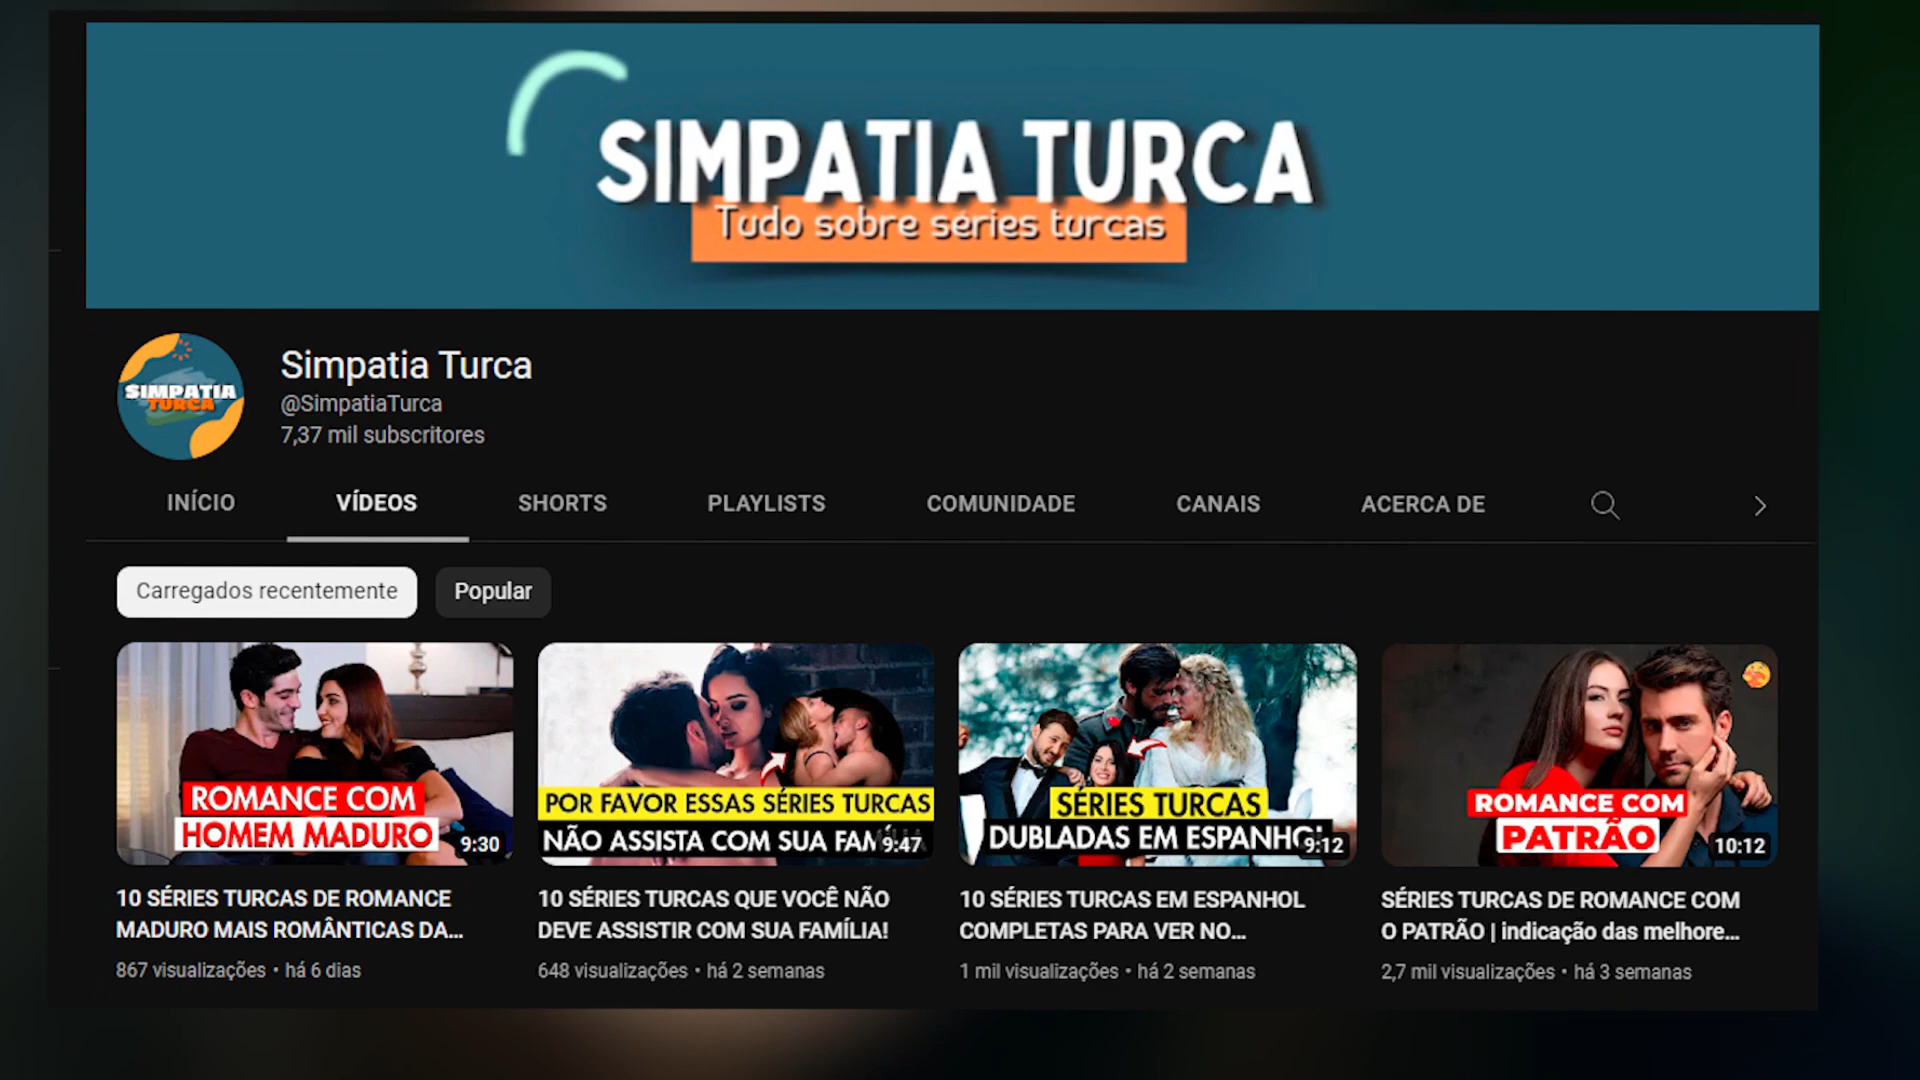 SIMPATIA TURCA
Tudo sobre séries turcas
SIMPATIA
TURCA
Simpatia Turca
@SimpatiaTurca
7,37 mil subscritores
INÍCIO VÍDEOS SHORTS PLAYLISTS COMUNIDADE CANAIS ACERCA DE
Carregados recentemente Popular
ROMANCE COM
HOMEM MADURO
9:30
POR FAVOR ESSAS SÉRIES TURCAS
NÃO ASSISTA COM SUA
9:47
SÉRIES TURCAS
DUBLADAS EM
9:12
ROMANCE COM
PATRÃO
10:12
10 SÉRIES TURCAS DE ROMANCE
MADURO MAIS ROMÂNTICAS DA...
867 visualizações • há 6 dias
10 SÉRIES TURCAS QUE VOCÊ NÃO
DEVE ASSISTIR COM SUA FAMÍLIA!
648 visualizações • há 2 semanas
10 SÉRIES TURCAS EM ESPANHOL
COMPLETAS PARA VER NO...
1 mil visualizações • há 2 semanas
SÉRIES TURCAS DE ROMANCE COM
O PATRÃO | indicação das melhore...
2,7 mil visualizações • há 3 semanas